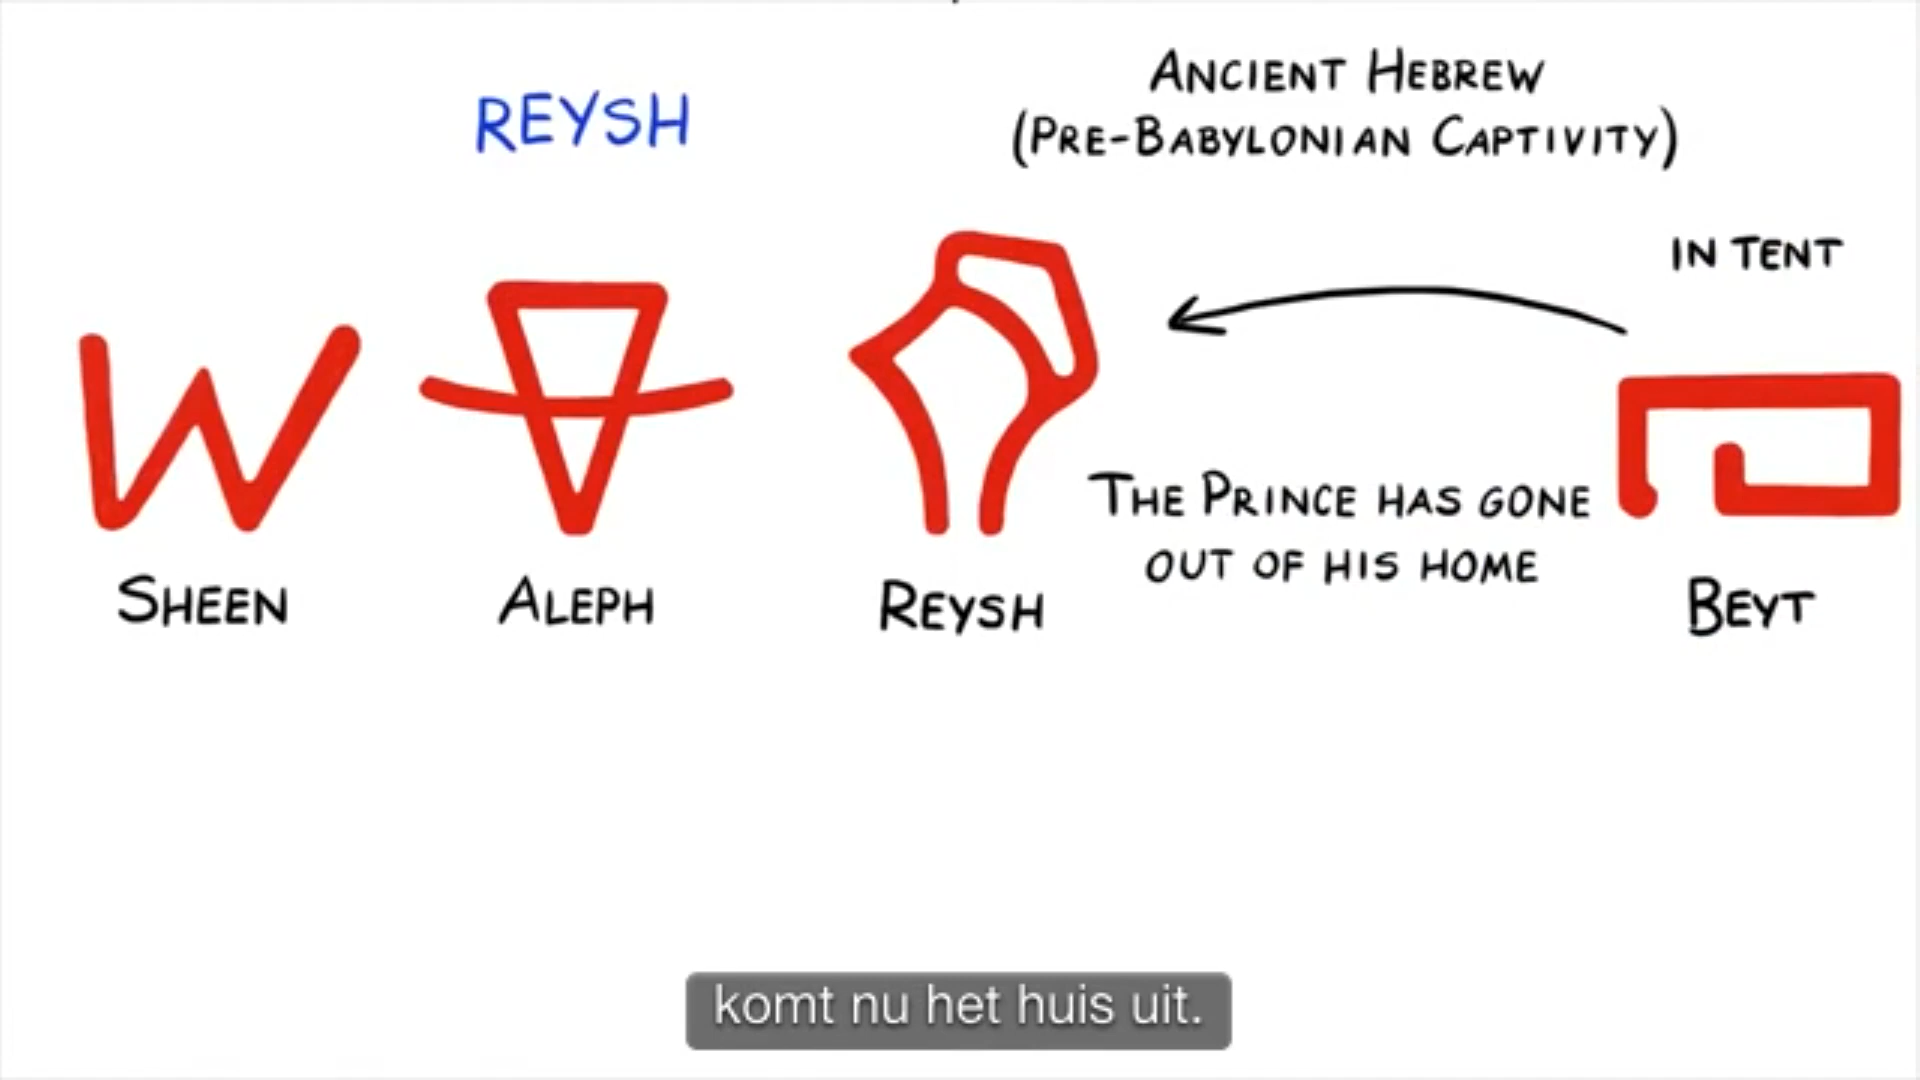 REYSH
ANCIENT HEBREW
(PRE-BABYLONIAN CAPTIVITY)
IN TENT
THE PRINCE HAS GONE
OUT OF HIS HOME
SHEEN
ALEPH
REYSH
BEYT
komt nu het huis uit.